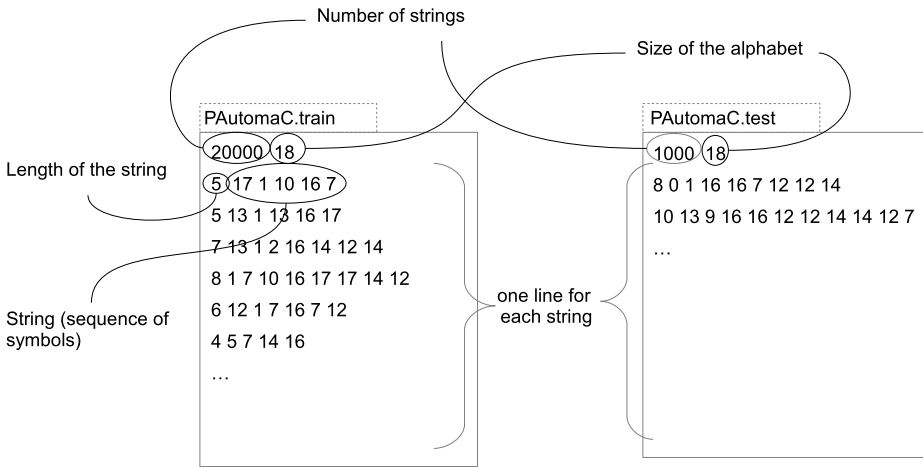 Number of strings
Size of the alphabet
PAutomaC.train
20000 18
5 17 1 10 16 7
5 13 1 13 16 17
7 13 1 2 16 14 12 14
8 1 7 10 16 17 17 14 12
6 12 1 7 16 7 12
4 5 7 14 16
...
Length of the string
String (sequence of
symbols)
one line for
each string
PAutomaC.test
1000 18
8 0 1 16 16 7 12 12 14
10 13 9 16 16 12 12 14 14 12 7
...